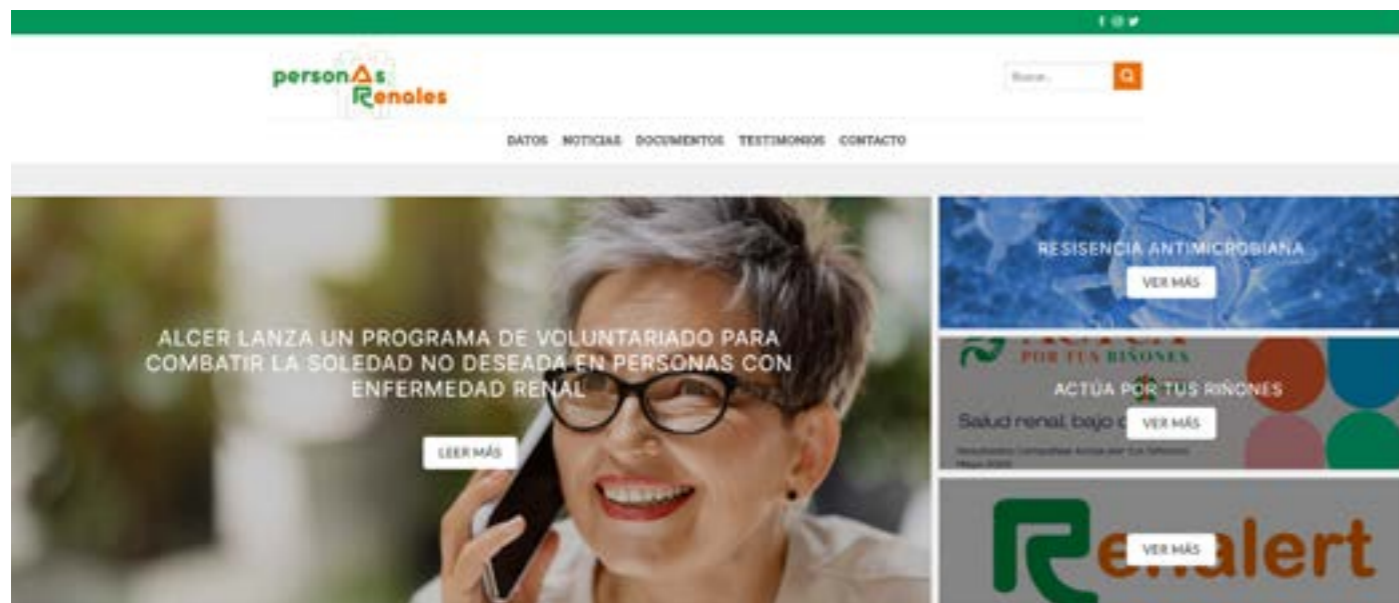 personAs
Renales
Buscar...
DATOS NOTICIAS DOCUMENTOS TESTIMONIOS CONTACTO
ALCER LANZA UN PROGRAMA DE VOLUNTARIADO PARA
COMBATIR LA SOLEDAD NO DESEADA EN PERSONAS CON
ENFERMEDAD RENAL
LEER MÁS
RESISENCIA ANTIMICROBIANA
VER MÁS
POR TUS RIÑONES
ACTÚA POR TUS RIÑONES
Salud renal, bajo
VER MÁS
Renalert
VER MÁS